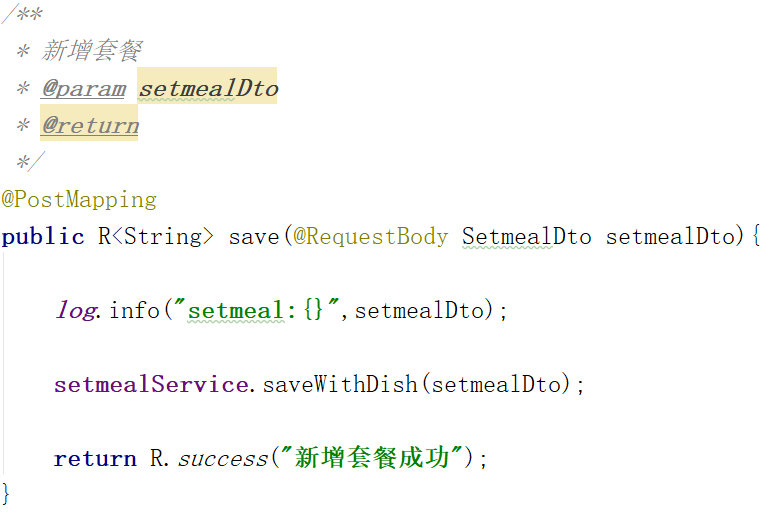 /**
 * 新增套餐
 * @param setmealDto
 * @return
 */
@PostMapping
public R<String> save(@RequestBody SetmealDto setmealDto){
    log.info("setmeal:{}",setmealDto);
    setmealService.saveWithDish(setmealDto);
    return R.success("新增套餐成功");
}